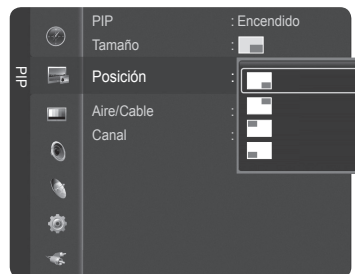 PIP
PIP : Encendido
Tamaño :
Posición :
Aire/Cable :
Canal :